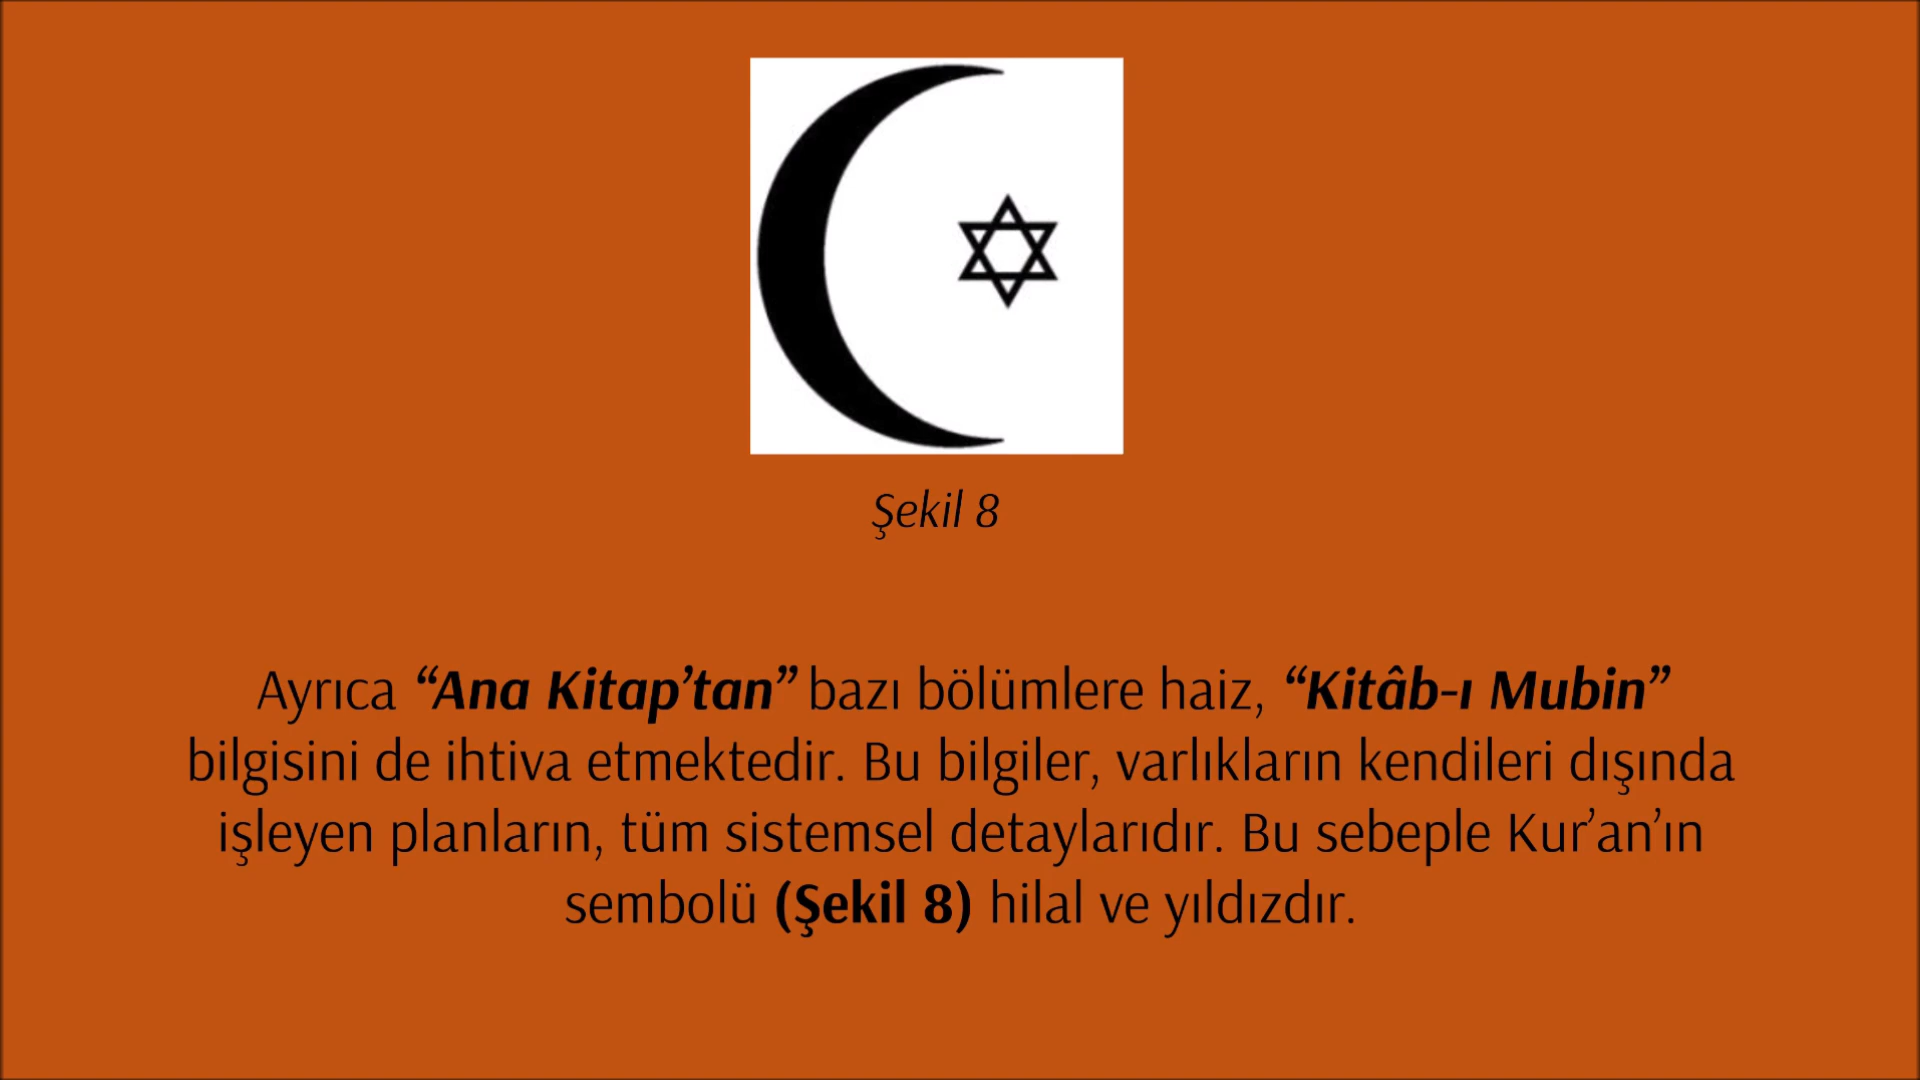 Şekil 8
Ayrıca “Ana Kitap’tan” bazı bölümlere haiz, “Kitâb-ı Mubin”
bilgisini de ihtiva etmektedir. Bu bilgiler, varlıkların kendileri dışında
işleyen planların, tüm sistemsel detaylarıdır. Bu sebeple Kur’an’ın
sembolü (Şekil 8) hilal ve yıldızdır.